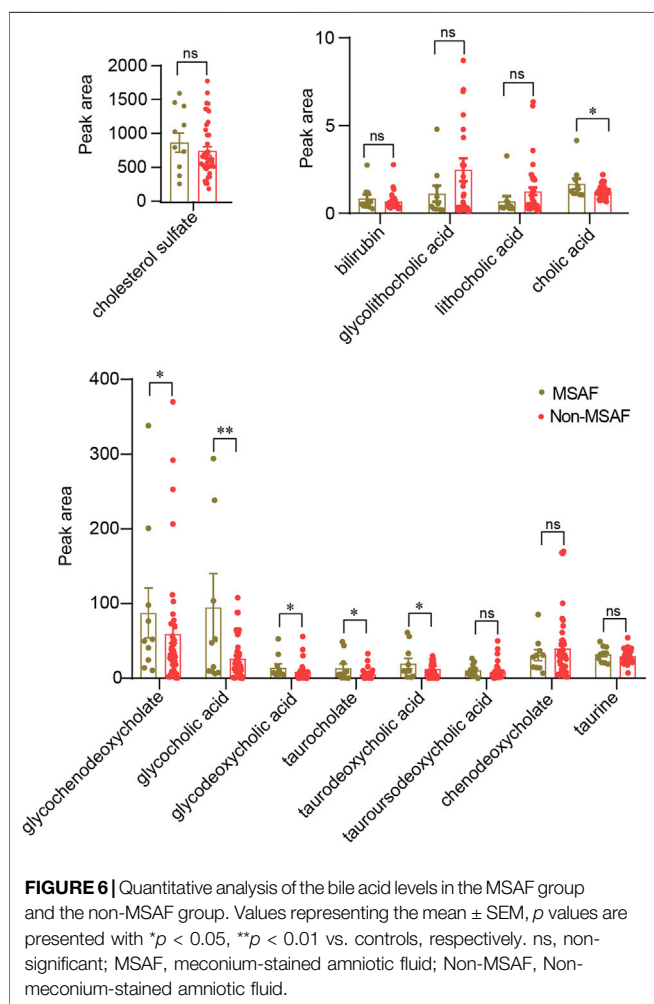 ns
2000
1500
1000
500
0
Peak area
cholesterol sulfate
10
5
0
Peak area
ns
ns
ns
*
bilirubin
glycolithocholic acid
lithocholic acid
cholic acid
400
300
200
100
0
Peak area
*
**
*
*
*
ns
ns
ns
MSAF
Non-MSAF
glycochenodeoxycholate
glycocholic acid
glycodeoxycholic acid
taurocholate
taurodeoxycholic acid
tauroursodeoxycholic acid
chenodeoxycholate
taurine
FIGURE 6 | Quantitative analysis of the bile acid levels in the MSAF group
and the non-MSAF group. Values representing the mean ± SEM, p values are
presented with *p < 0.05, **p < 0.01 vs. controls, respectively. ns, non-
significant; MSAF, meconium-stained amniotic fluid; Non-MSAF, Non-
meconium-stained amniotic fluid.